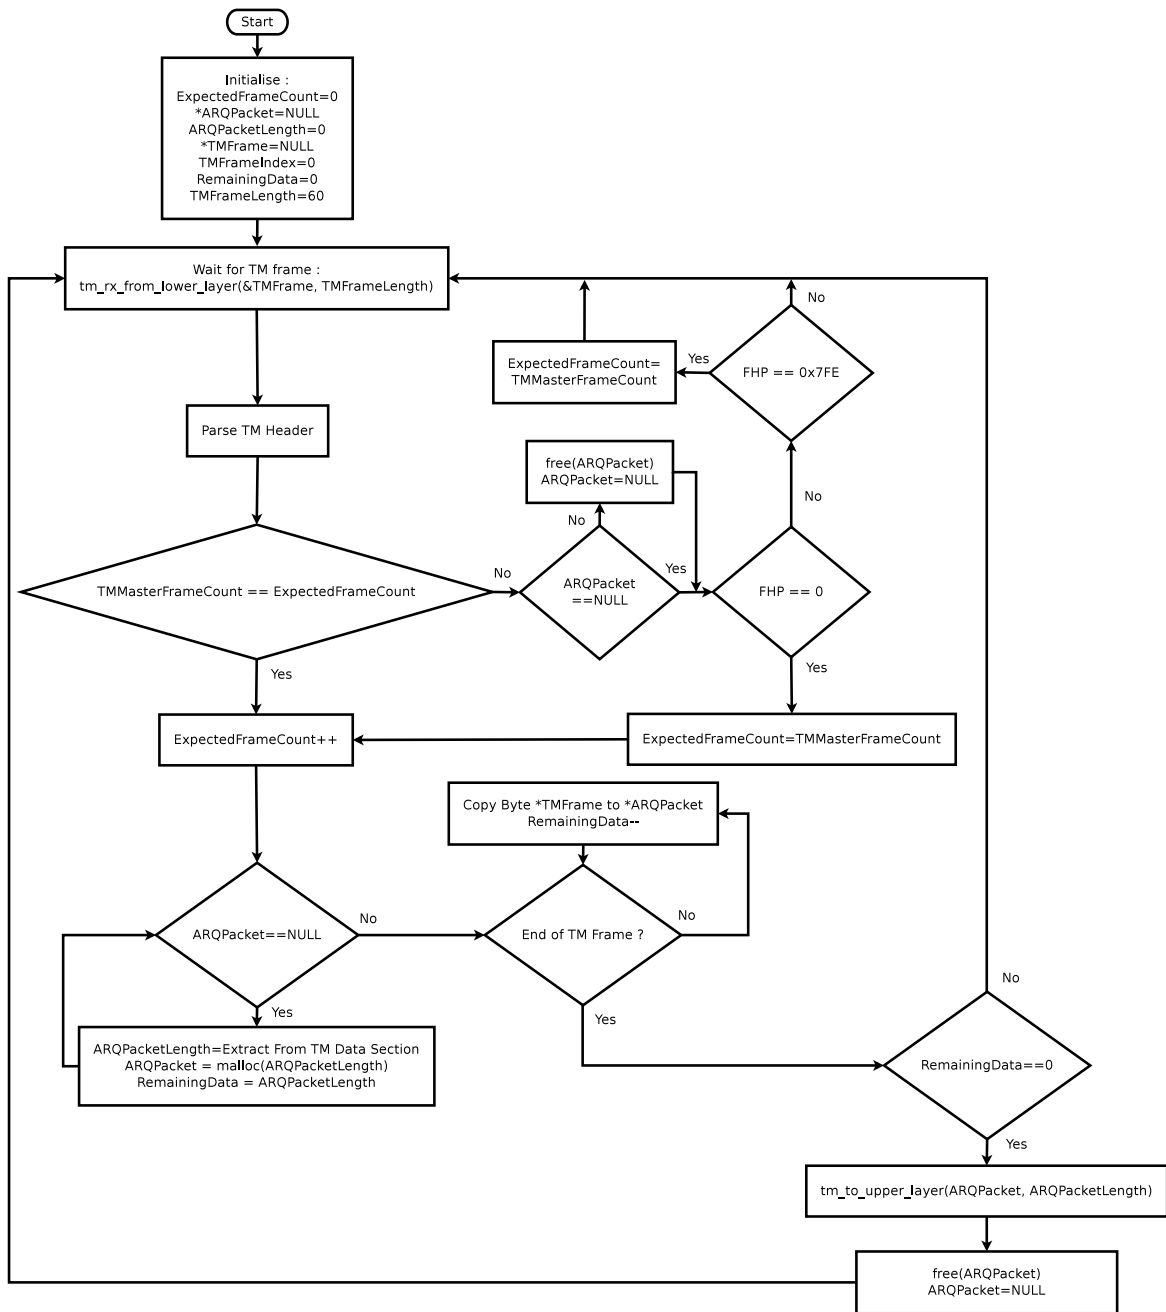 Start
Initialise :
ExpectedFrameCount=0
*ARQPacket=NULL
ARQPacketLength=0
*TMFrame=NULL
TMFrameIndex=0
RemainingData=0
TMFrameLength=60
Wait for TM frame :
tm_rx_from_lower_layer(&TMFrame, TMFrameLength)
No
ExpectedFrameCount=
TMMasterFrameCount
Yes
FHP == 0x7FE
Parse TM Header
free(ARQPacket)
ARQPacket=NULL
No
No
TMMasterFrameCount == ExpectedFrameCount
No
ARQPacket
==NULL
Yes
FHP == 0
Yes
Yes
ExpectedFrameCount++
ExpectedFrameCount=TMMasterFrameCount
Copy Byte *TMFrame to *ARQPacket
RemainingData--
ARQPacket==NULL
No
End of TM Frame ?
No
Yes
Yes
No
ARQPacketLength=Extract From TM Data Section
ARQPacket = malloc(ARQPacketLength)
RemainingData = ARQPacketLength
RemainingData==0
Yes
tm_to_upper_layer(ARQPacket, ARQPacketLength)
free(ARQPacket)
ARQPacket=NULL